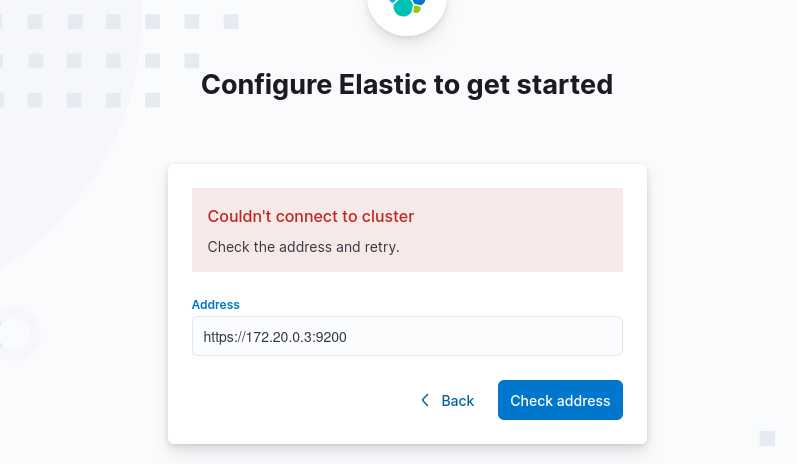 Configure Elastic to get started
Couldn't connect to cluster
Check the address and retry.
Address
https://172.20.0.3:9200
Back
Check address